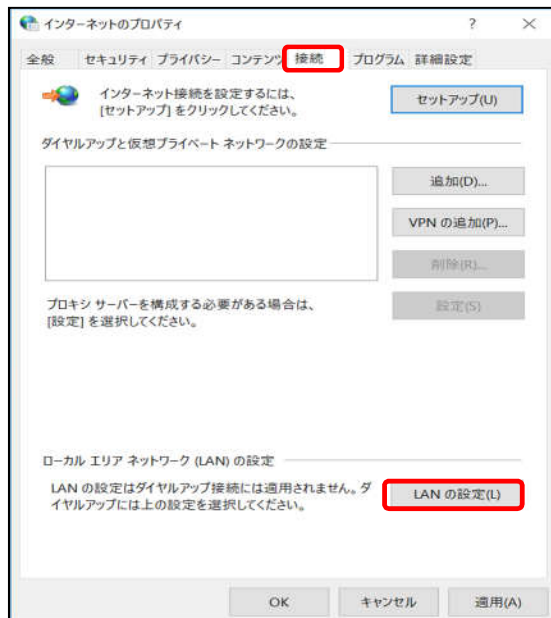 インターネットのプロパティ
?
全般 セキュリティ プライバシー コンテンツ 接続 プログラム 詳細設定
インターネット接続を設定するには、
[セットアップ] をクリックしてください。
セットアップ(U)
ダイヤルアップと仮想プライベート ネットワークの設定
追加(D)...
VPN の追加(P)...
削除(R)...
プロキシ サーバーを構成する必要がある場合は、
[設定] を選択してください。
設定(S)
ローカル エリア ネットワーク (LAN) の設定
LAN の設定はダイヤルアップ接続には適用されません。ダ
イヤルアップには上の設定を選択してください。
LAN の設定(L)
OK キャンセル 適用(A)